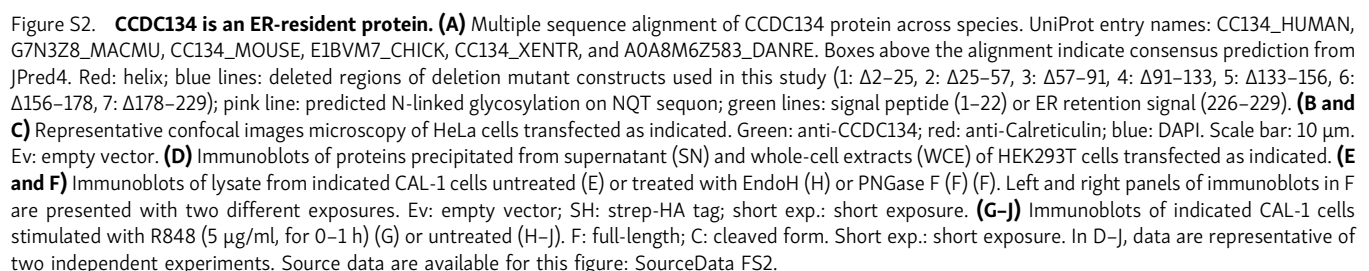 Figure S2. CCDC134 is an ER-resident protein. (A) Multiple sequence alignment of CCDC134 protein across species. UniProt entry names: CC134_HUMAN,
G7N3Z8_MACMU, CC134_MOUSE, E1BVM7_CHICK, CC134_XENTR, and A0A8M6Z583_DANRE. Boxes above the alignment indicate consensus prediction from
JPred4. Red: helix; blue lines: deleted regions of deletion mutant constructs used in this study (1: Δ2–25, 2: Δ25–57, 3: Δ57–91, 4: Δ91–133, 5: Δ133–156, 6:
Δ156–178, 7: Δ178–229); pink line: predicted N-linked glycosylation on NQT sequon; green lines: signal peptide (1–22) or ER retention signal (226–229). (B and
C) Representative confocal images microscopy of HeLa cells transfected as indicated. Green: anti-CCDC134; red: anti-Calreticulin; blue: DAPI. Scale bar: 10 μm.
Ev: empty vector. (D) Immunoblots of proteins precipitated from supernatant (SN) and whole-cell extracts (WCE) of HEK293T cells transfected as indicated. (E
and F) Immunoblots of lysate from indicated CAL-1 cells untreated (E) or treated with EndoH (H) or PNGase F (F) (F). Left and right panels of immunoblots in F
are presented with two different exposures. Ev: empty vector; SH: strep-HA tag; short exp.: short exposure. (G–J) Immunoblots of indicated CAL-1 cells
stimulated with R848 (5 μg/ml, for 0–1 h) (G) or untreated (H–J). F: full-length; C: cleaved form. Short exp.: short exposure. In D–J, data are representative of
two independent experiments. Source data are available for this figure: SourceData FS2.